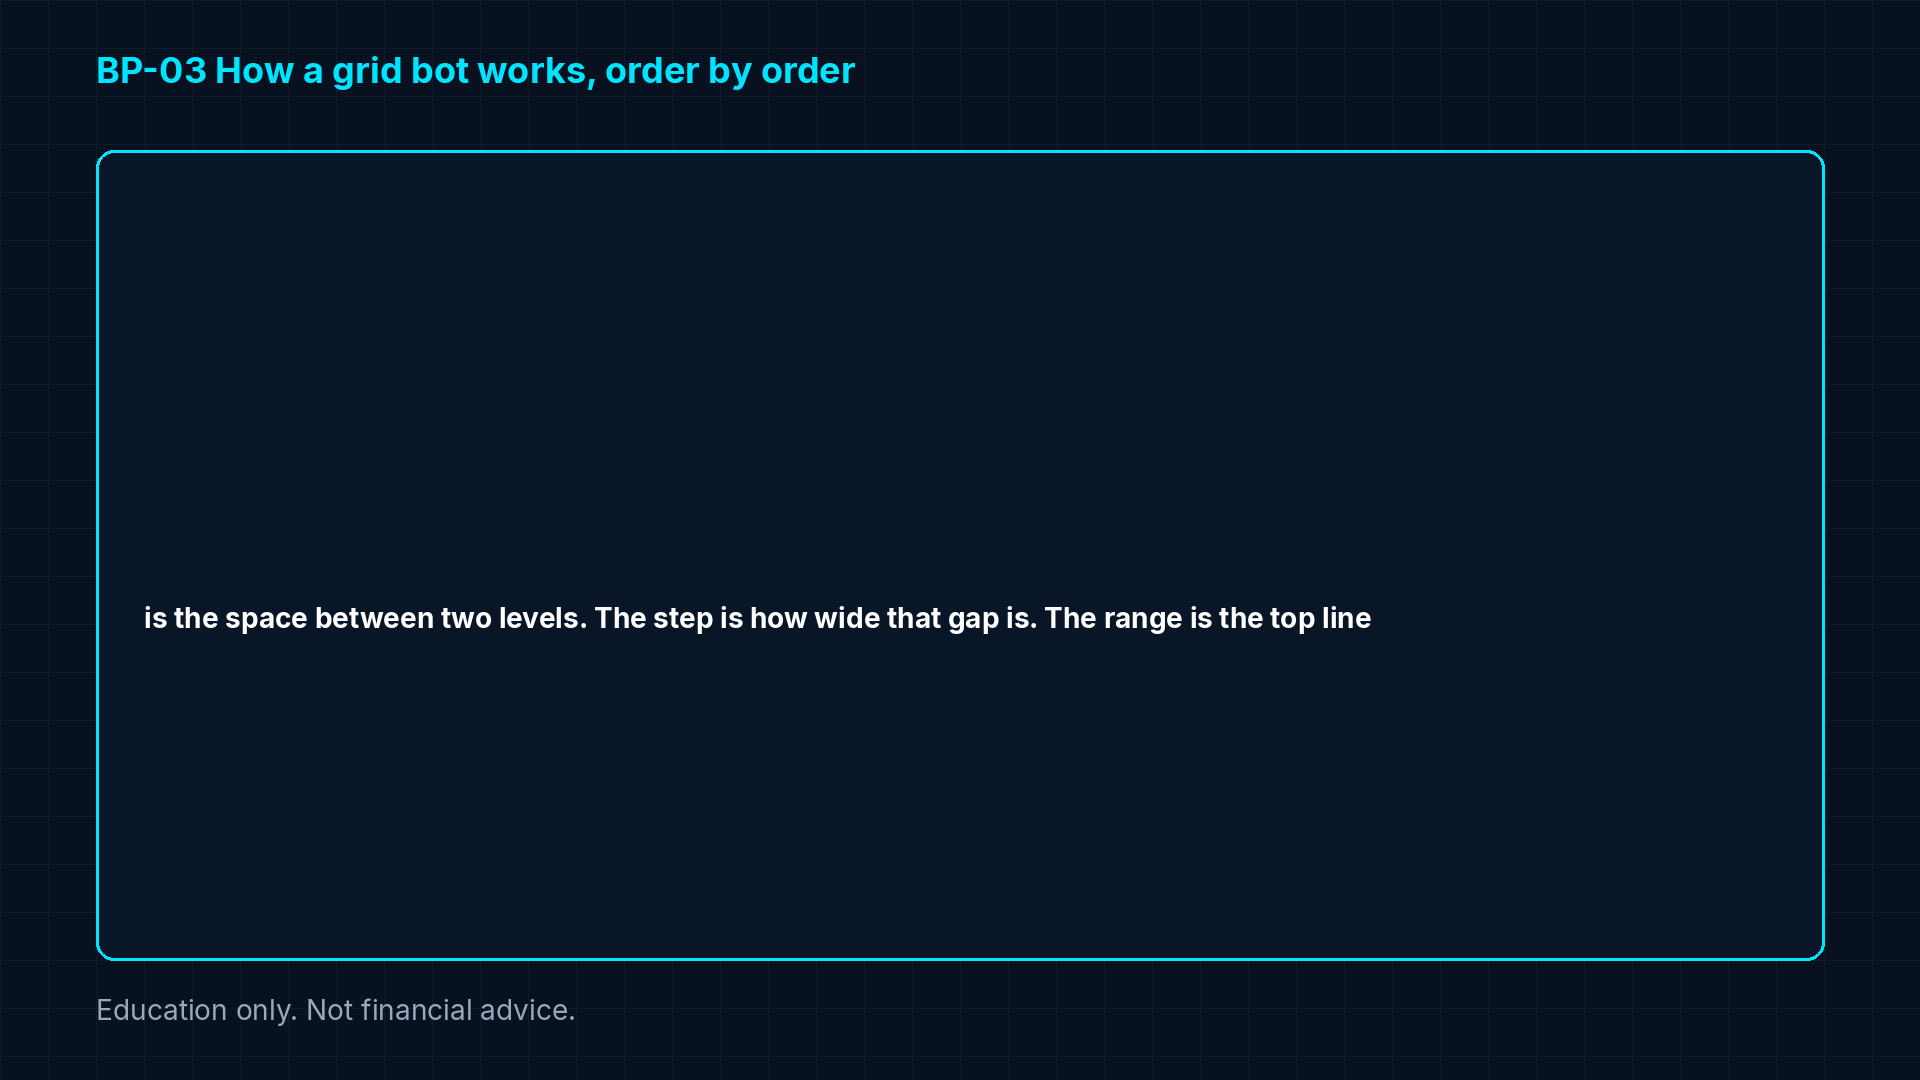 BP-03 How a grid bot works, order by order
is the space between two levels. The step is how wide that gap is. The range is the top line
Education only. Not financial advice.